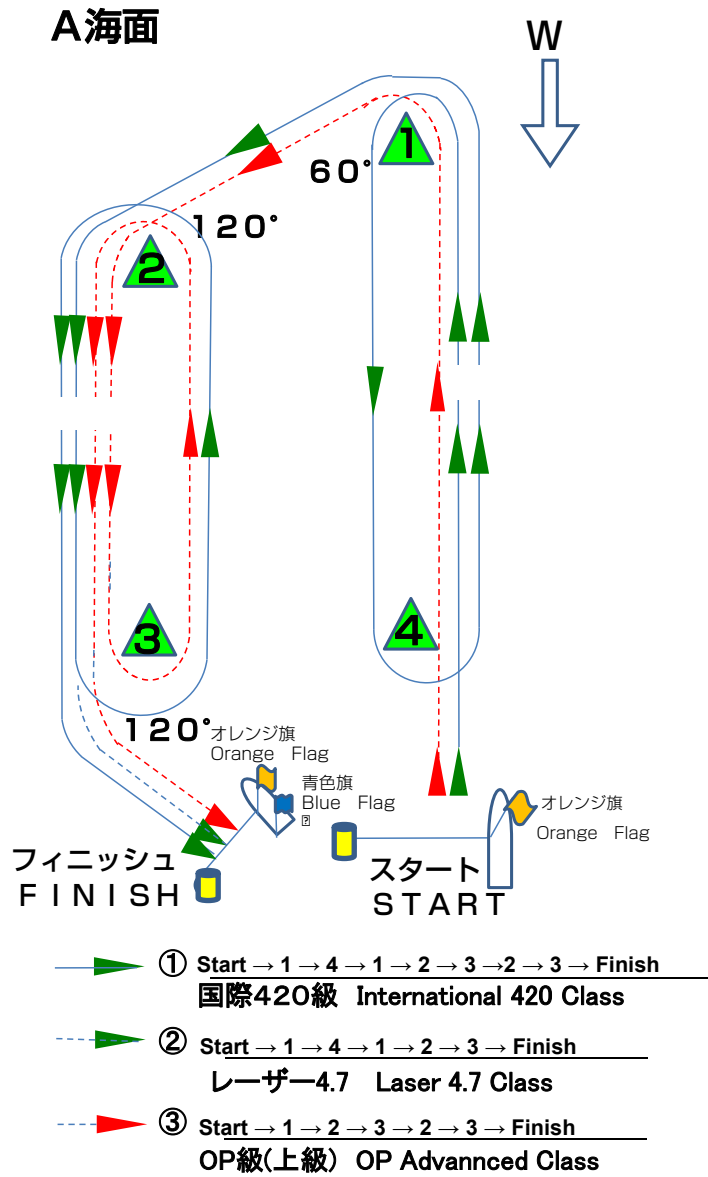 A海面
W
1
60°
120°
2
3
4
120°
オレンジ旗
Orange Flag
青色旗
Blue Flag
オレンジ旗
Orange Flag
フィニッシュ
FINISH
スタート
START
① Start → 1 → 4 → 1 → 2 → 3 →2 → 3 → Finish
国際420級 International 420 Class
② Start → 1 → 4 → 1 → 2 → 3 → Finish
レーザー4.7 Laser 4.7 Class
③ Start → 1 → 2 → 3 → 2 → 3 → Finish
OP級(上級) OP Advannced Class